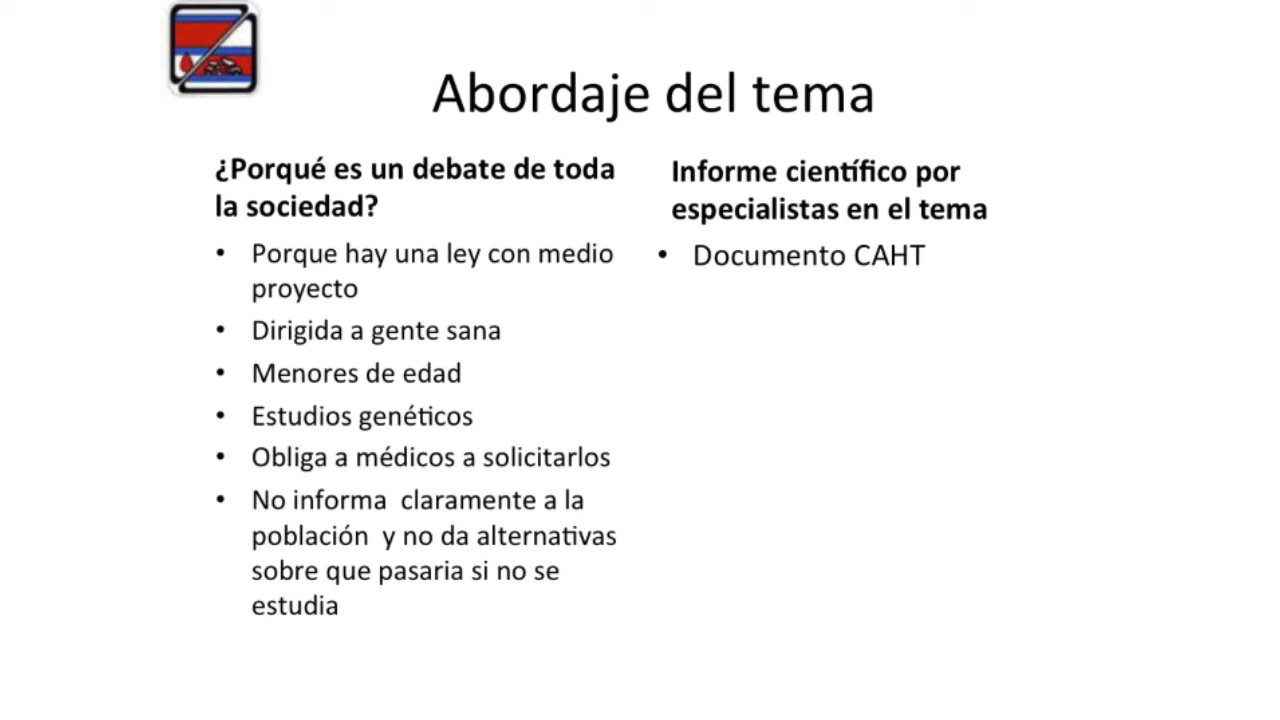 Abordaje del tema
¿Porqué es un debate de toda
la sociedad?
• Porque hay una ley con medio
proyecto
• Dirigida a gente sana
• Menores de edad
• Estudios genéticos
• Obliga a médicos a solicitarlos
• No informa  claramente a la
población  y no da alternativas
sobre que pasaria si no se
estudia
Informe científico por
especialistas en el tema
• Documento CAHT